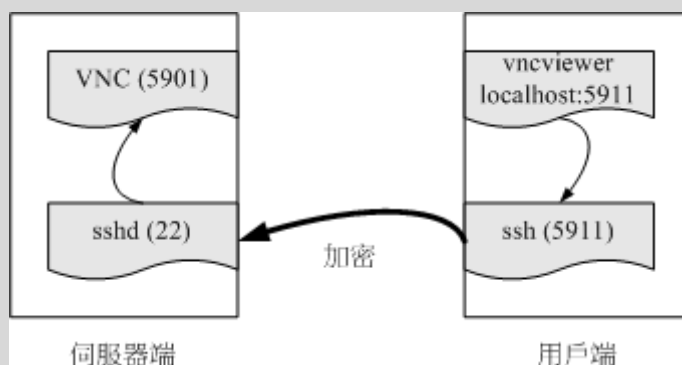 VNC (5901)
vncviewer
localhost:5911
sshd (22)
ssh (5911)
加密
伺服器端
用戶端